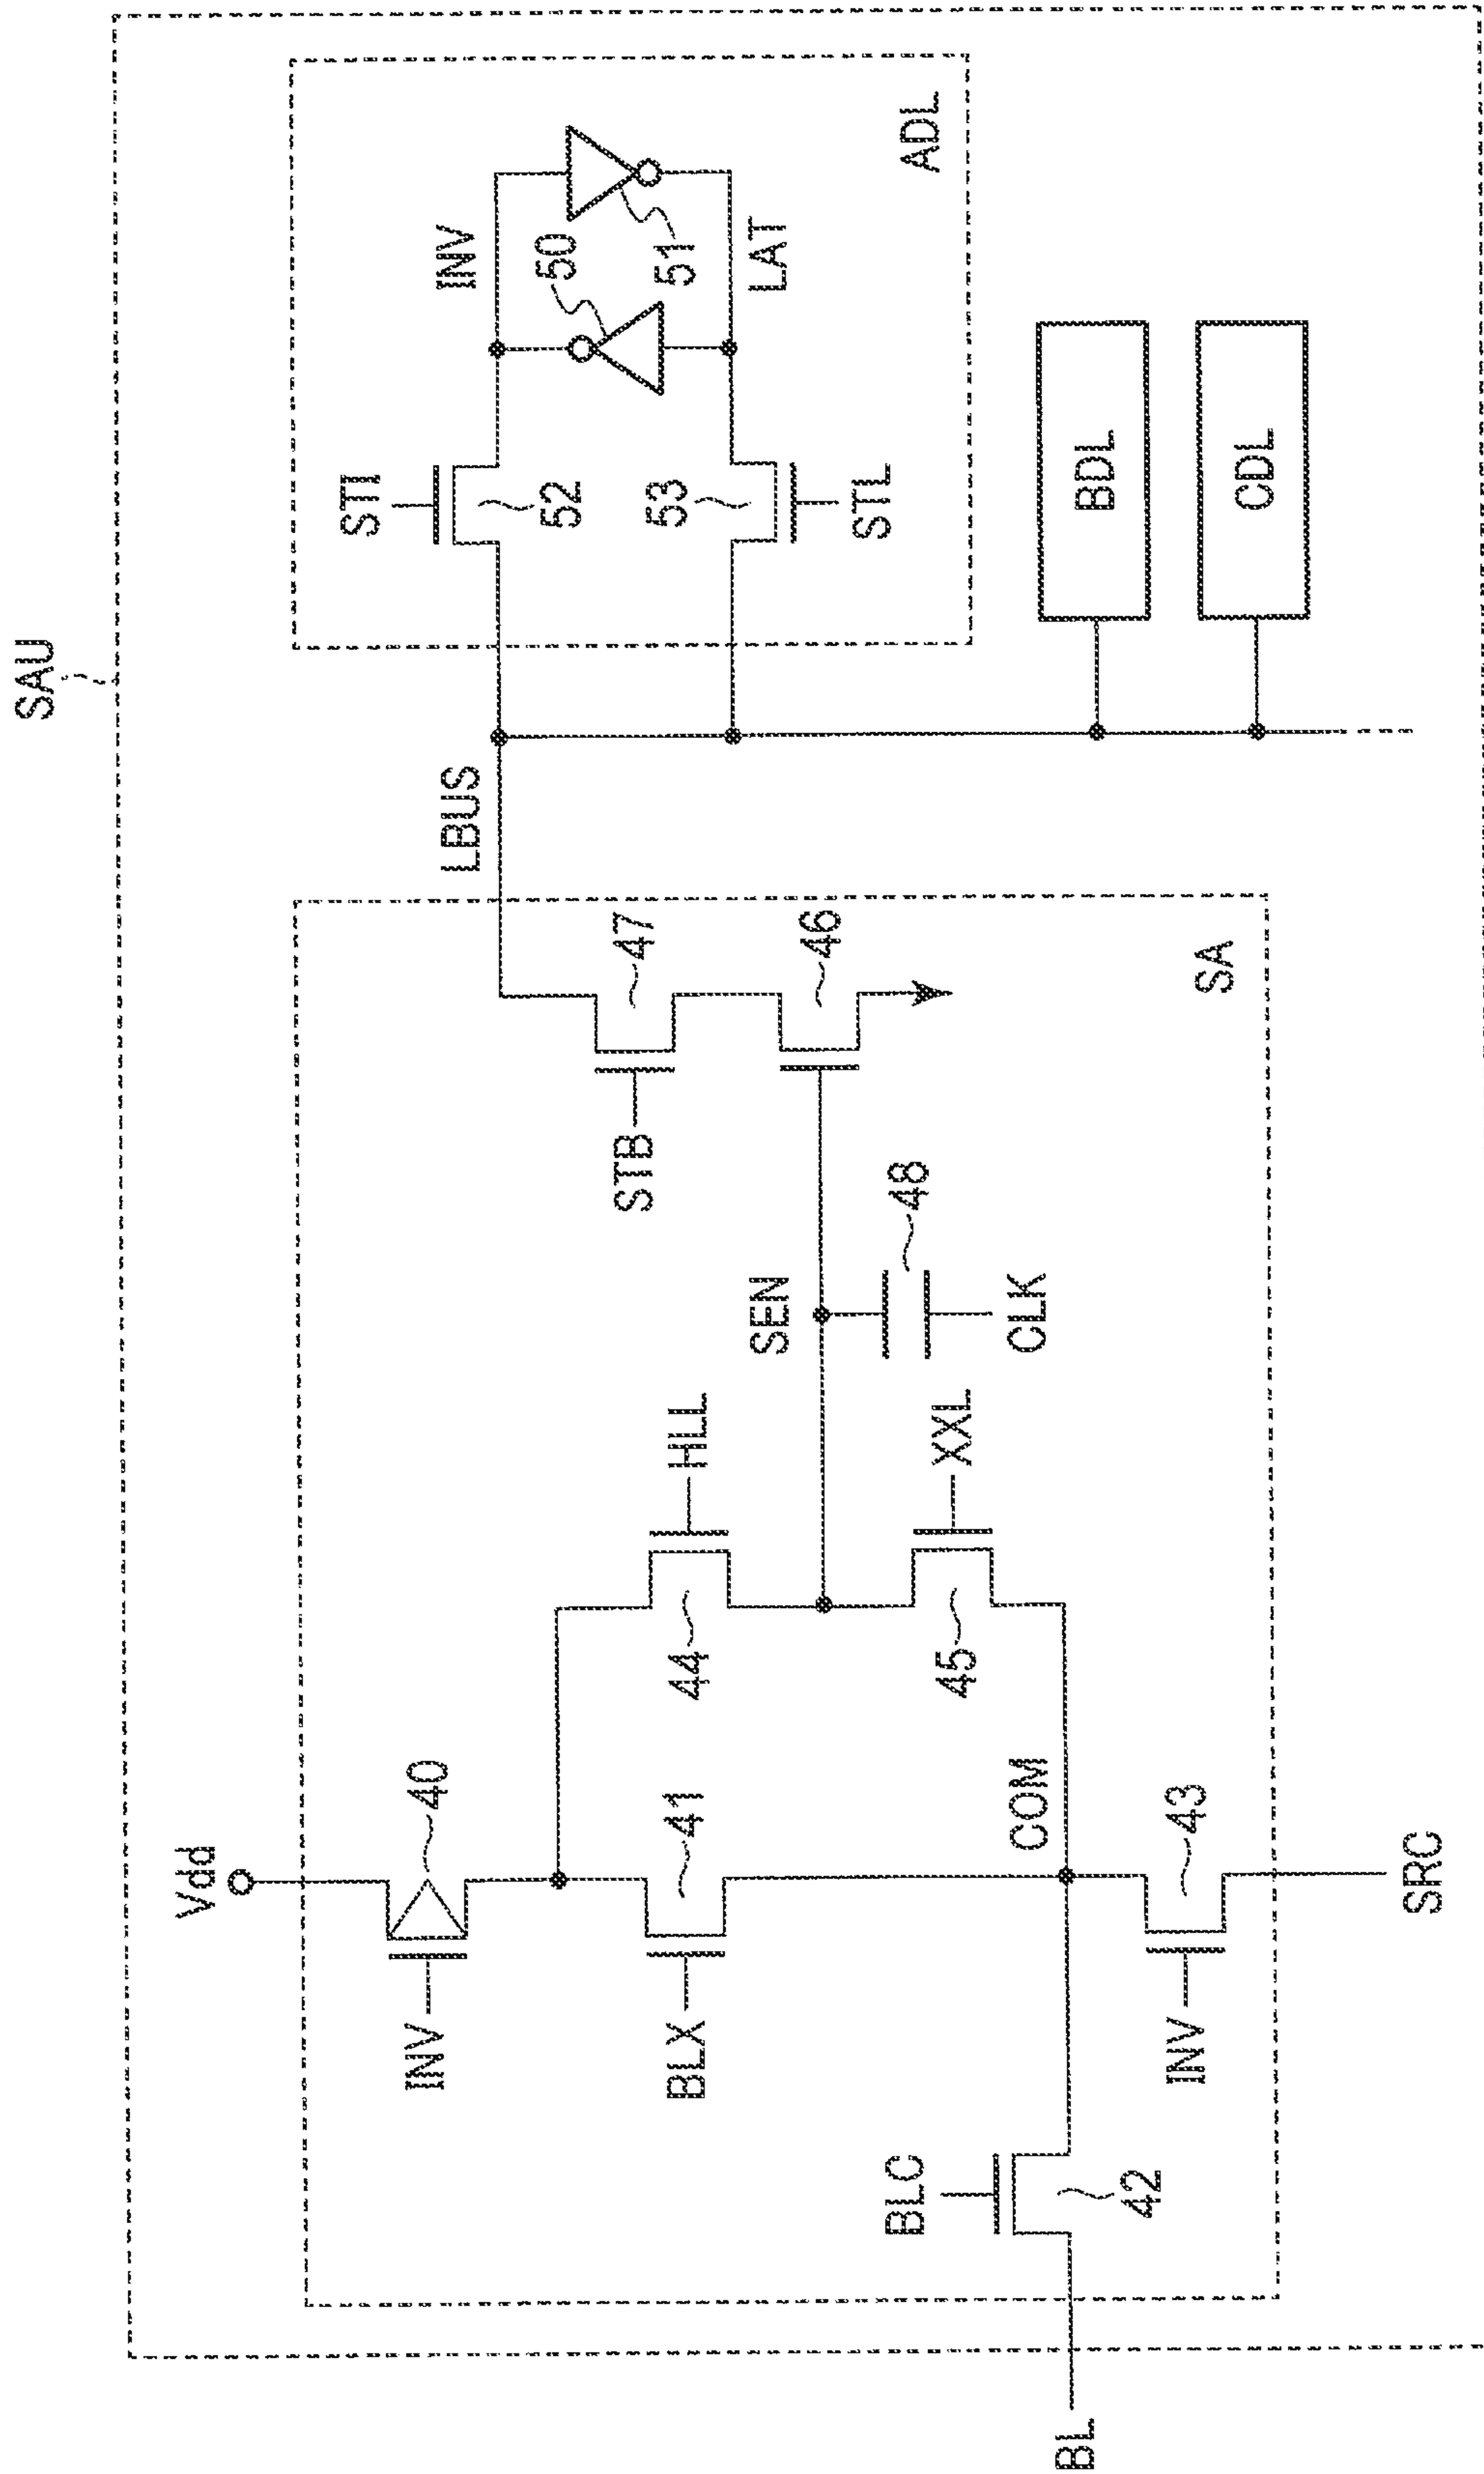 SAU
Vdd
INV
40
BLX
41
44
HLL
SEN
STB
47
46
48
CLK
45
XXL
COM
BLC
42
INV
43
BL
SRC
SA
LBUS
STI
52
53
STL
INV
50
51
LAT
ADL
BDL
CDL